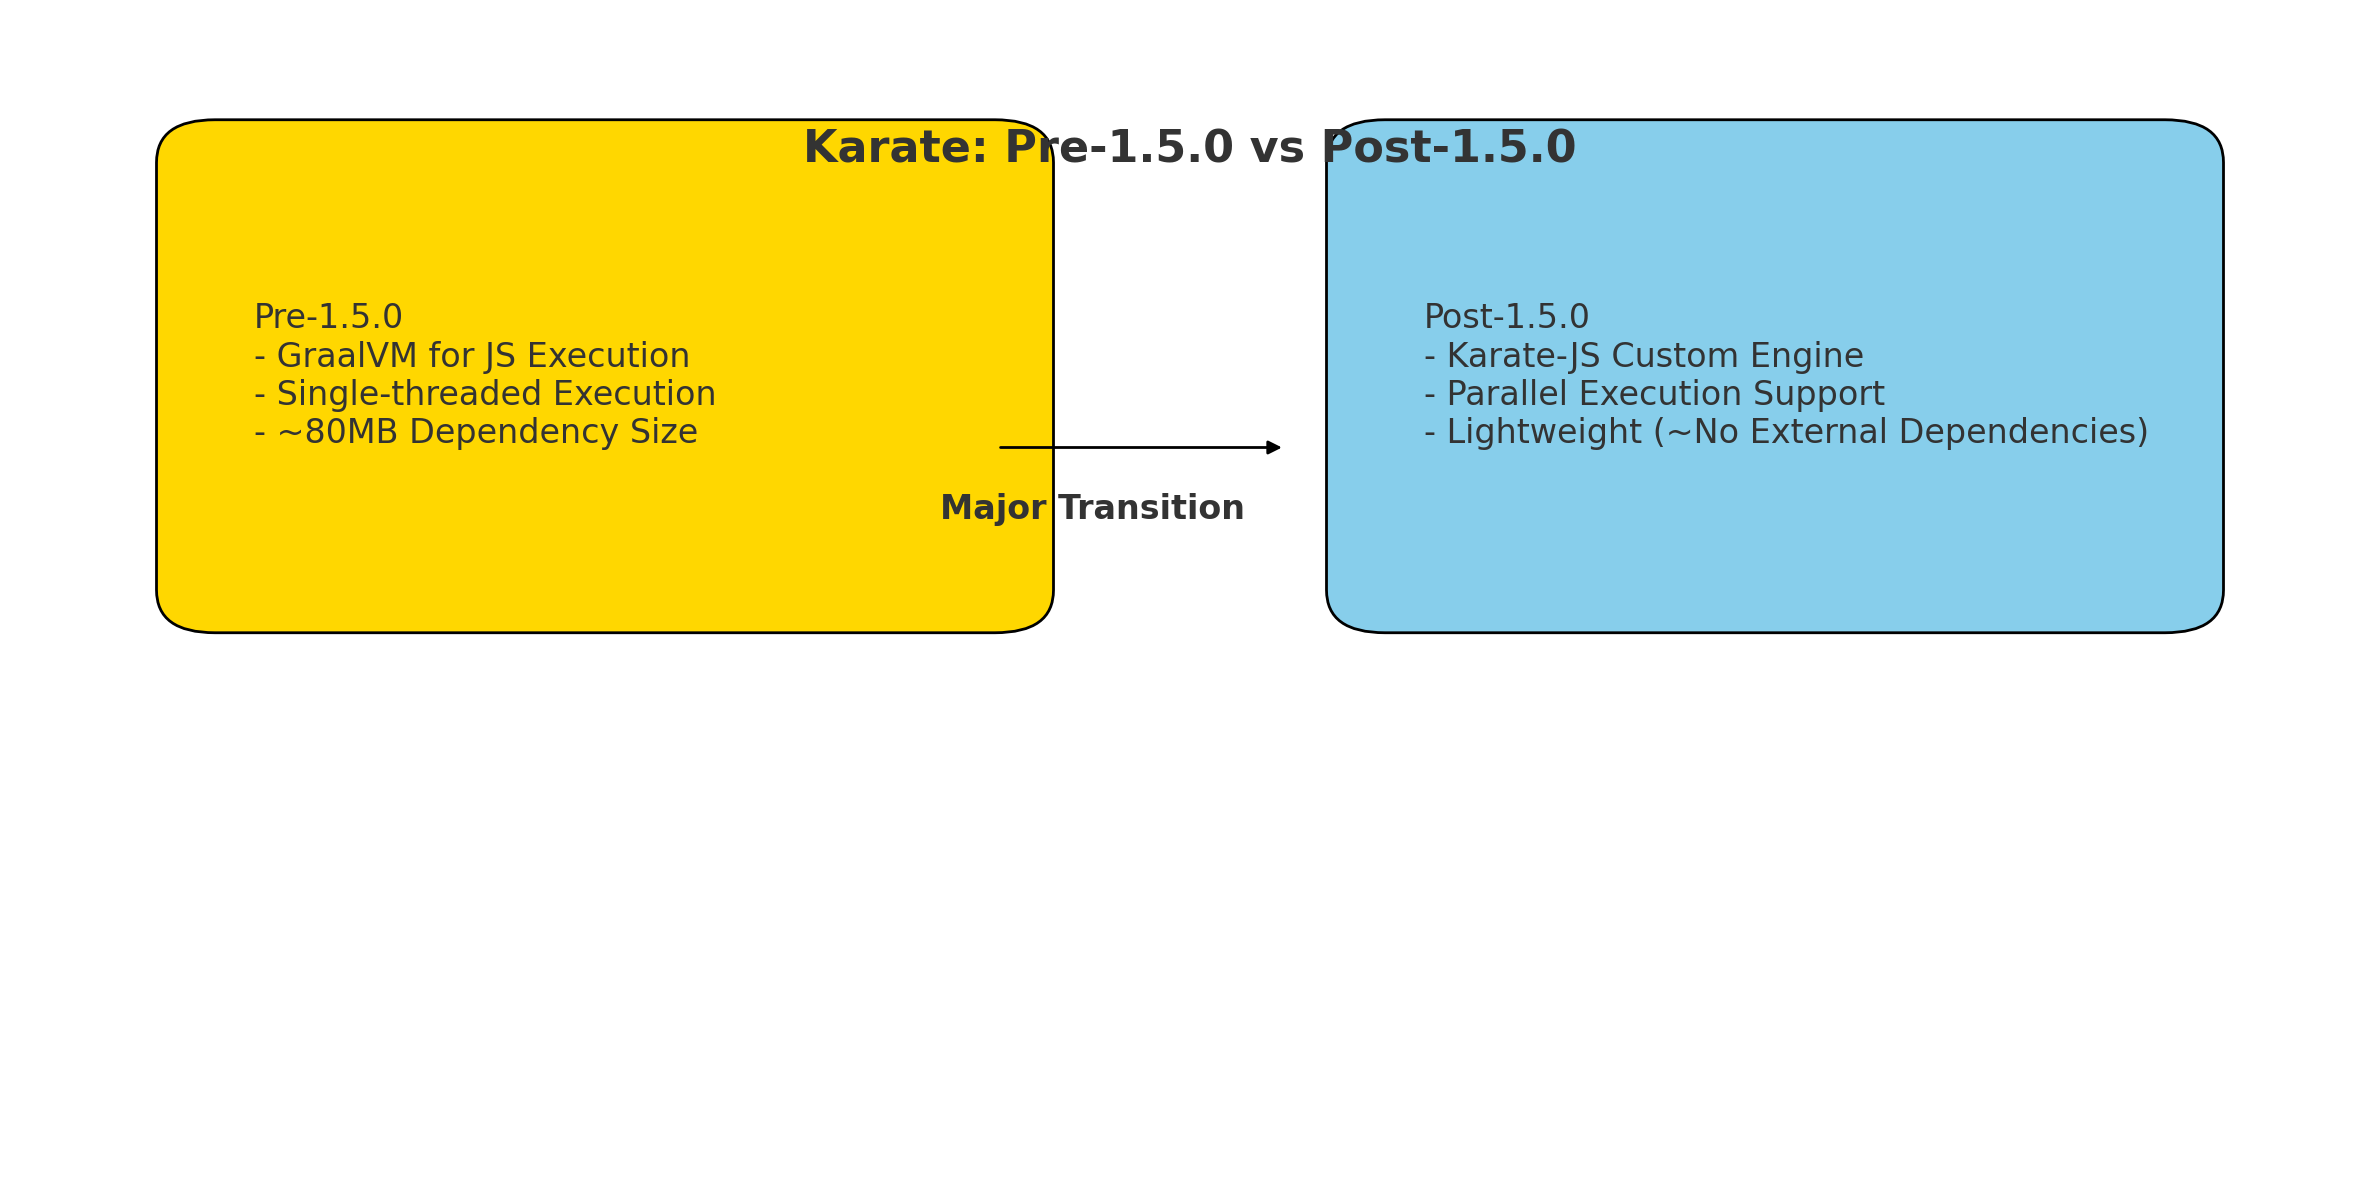 Karate: Pre-1.5.0 vs Post-1.5.0
Pre-1.5.0
- GraalVM for JS Execution
- Single-threaded Execution
- ~80MB Dependency Size
Major Transition
Post-1.5.0
- Karate-JS Custom Engine
- Parallel Execution Support
- Lightweight (~No External Dependencies)